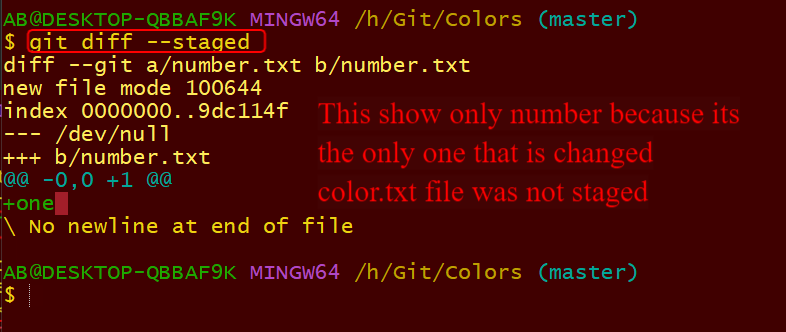 AB@DESKTOP-QBBAF9K MINGW64 /h/Git/Colors (master)
$ git diff --staged
diff --git a/number.txt b/number.txt
new file mode 100644
index 0000000..9dc114f
--- /dev/null
+++ b/number.txt
@@ -0,0 +1 @@
+one
\ No newline at end of file
This show only number because its
the only one that is changed
color.txt file was not staged
AB@DESKTOP-QBBAF9K MINGW64 /h/Git/Colors (master)
$